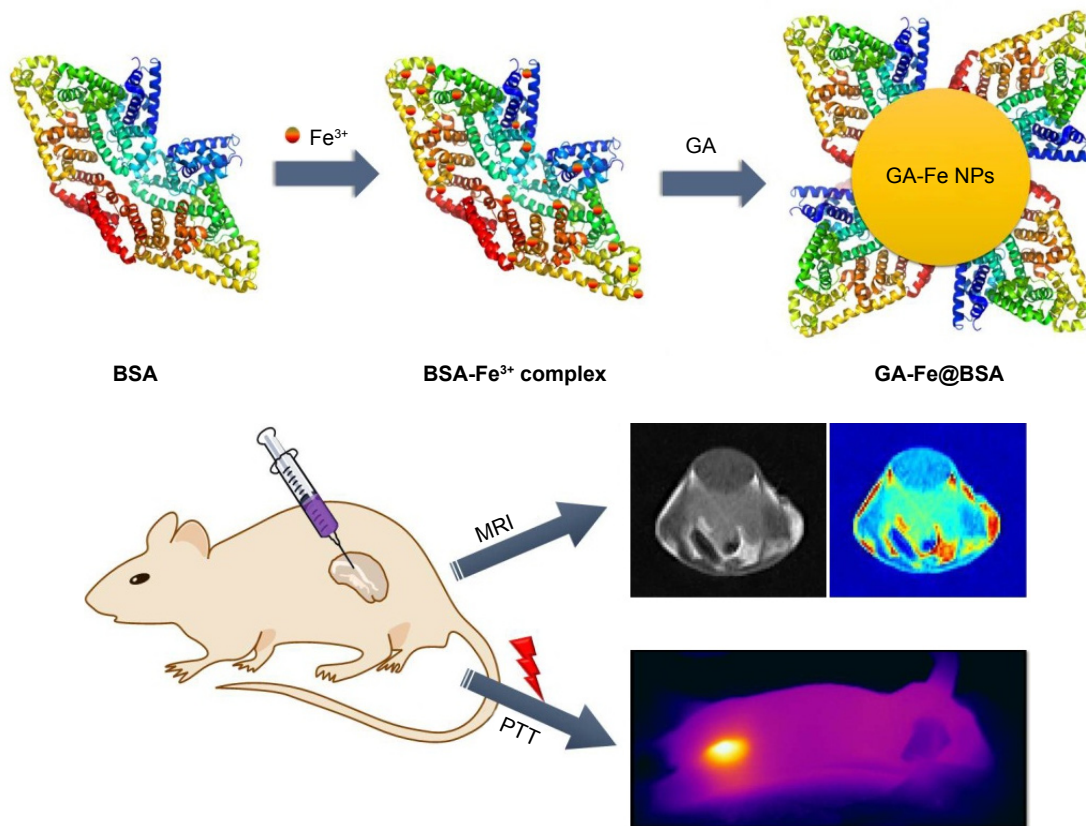 Fe³⁺
GA
GA-Fe NPs
BSA
BSA-Fe³⁺ complex
GA-Fe@BSA
MRI
PTT